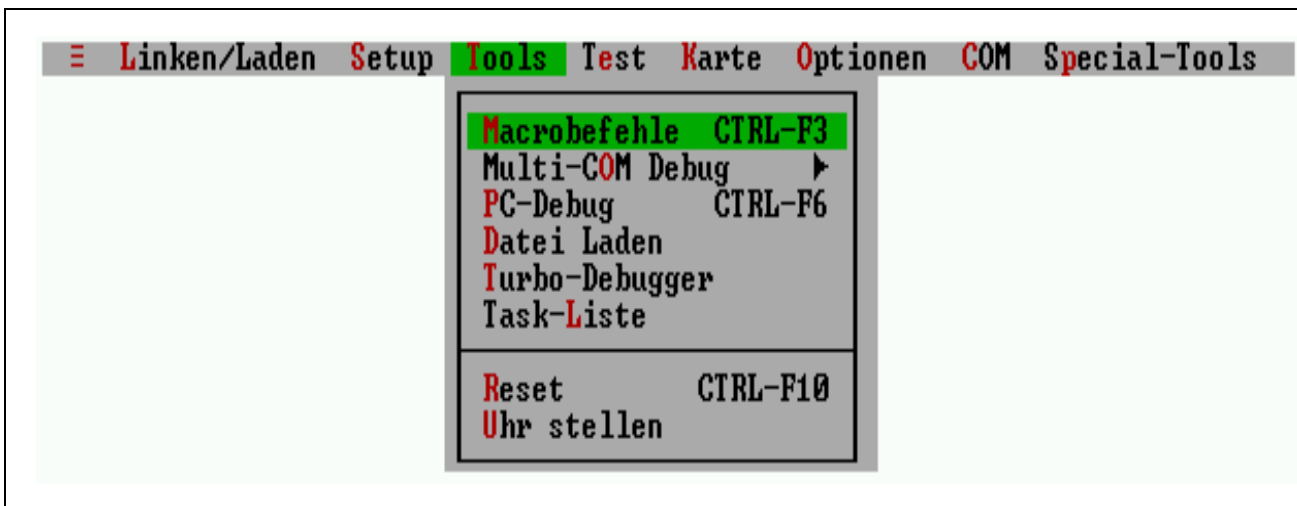 ≡ Linken/Laden Setup Tools Test Karte Optionen COM Special-Tools
Macrobefehle CTRL-F3
Multi-COM Debug ►
PC-Debug CTRL-F6
Datei Laden
Turbo-Debugger
Task-Liste
Reset CTRL-F10
Uhr stellen